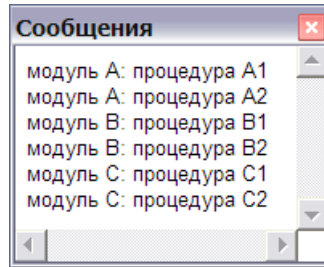 Сообщения
модуль A: процедура A1
модуль A: процедура A2
модуль B: процедура B1
модуль B: процедура B2
модуль C: процедура C1
модуль C: процедура C2